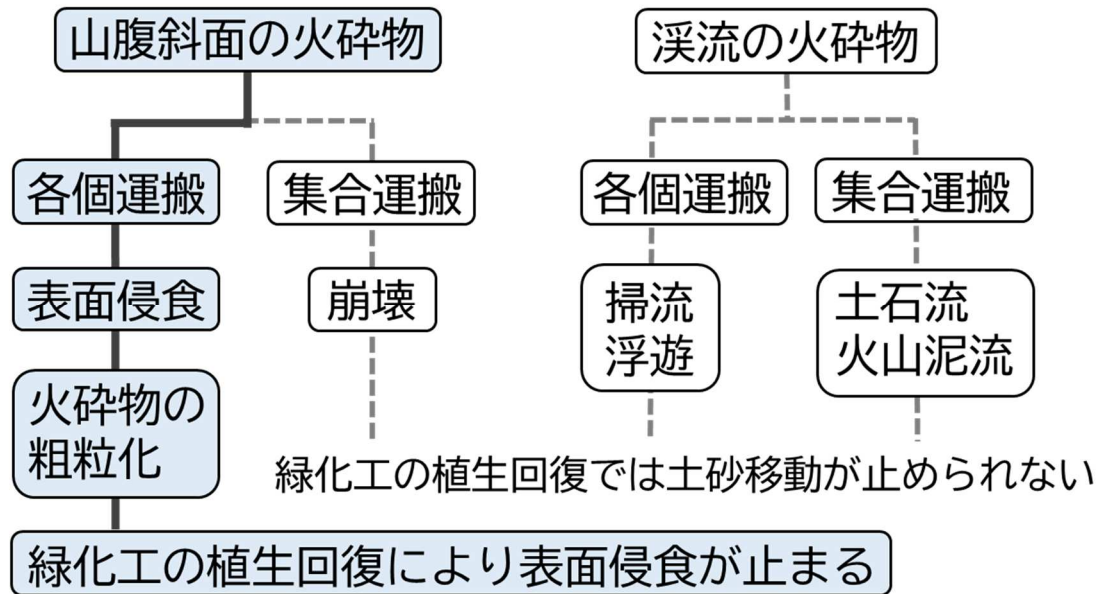 山腹斜面の火砕物
渓流の火砕物
各個運搬
集合運搬
各個運搬
集合運搬
表面侵食
崩壊
掃流
浮遊
土石流
火山泥流
火砕物の
粗粒化
緑化工の植生回復では土砂移動が止められない
緑化工の植生回復により表面侵食が止まる